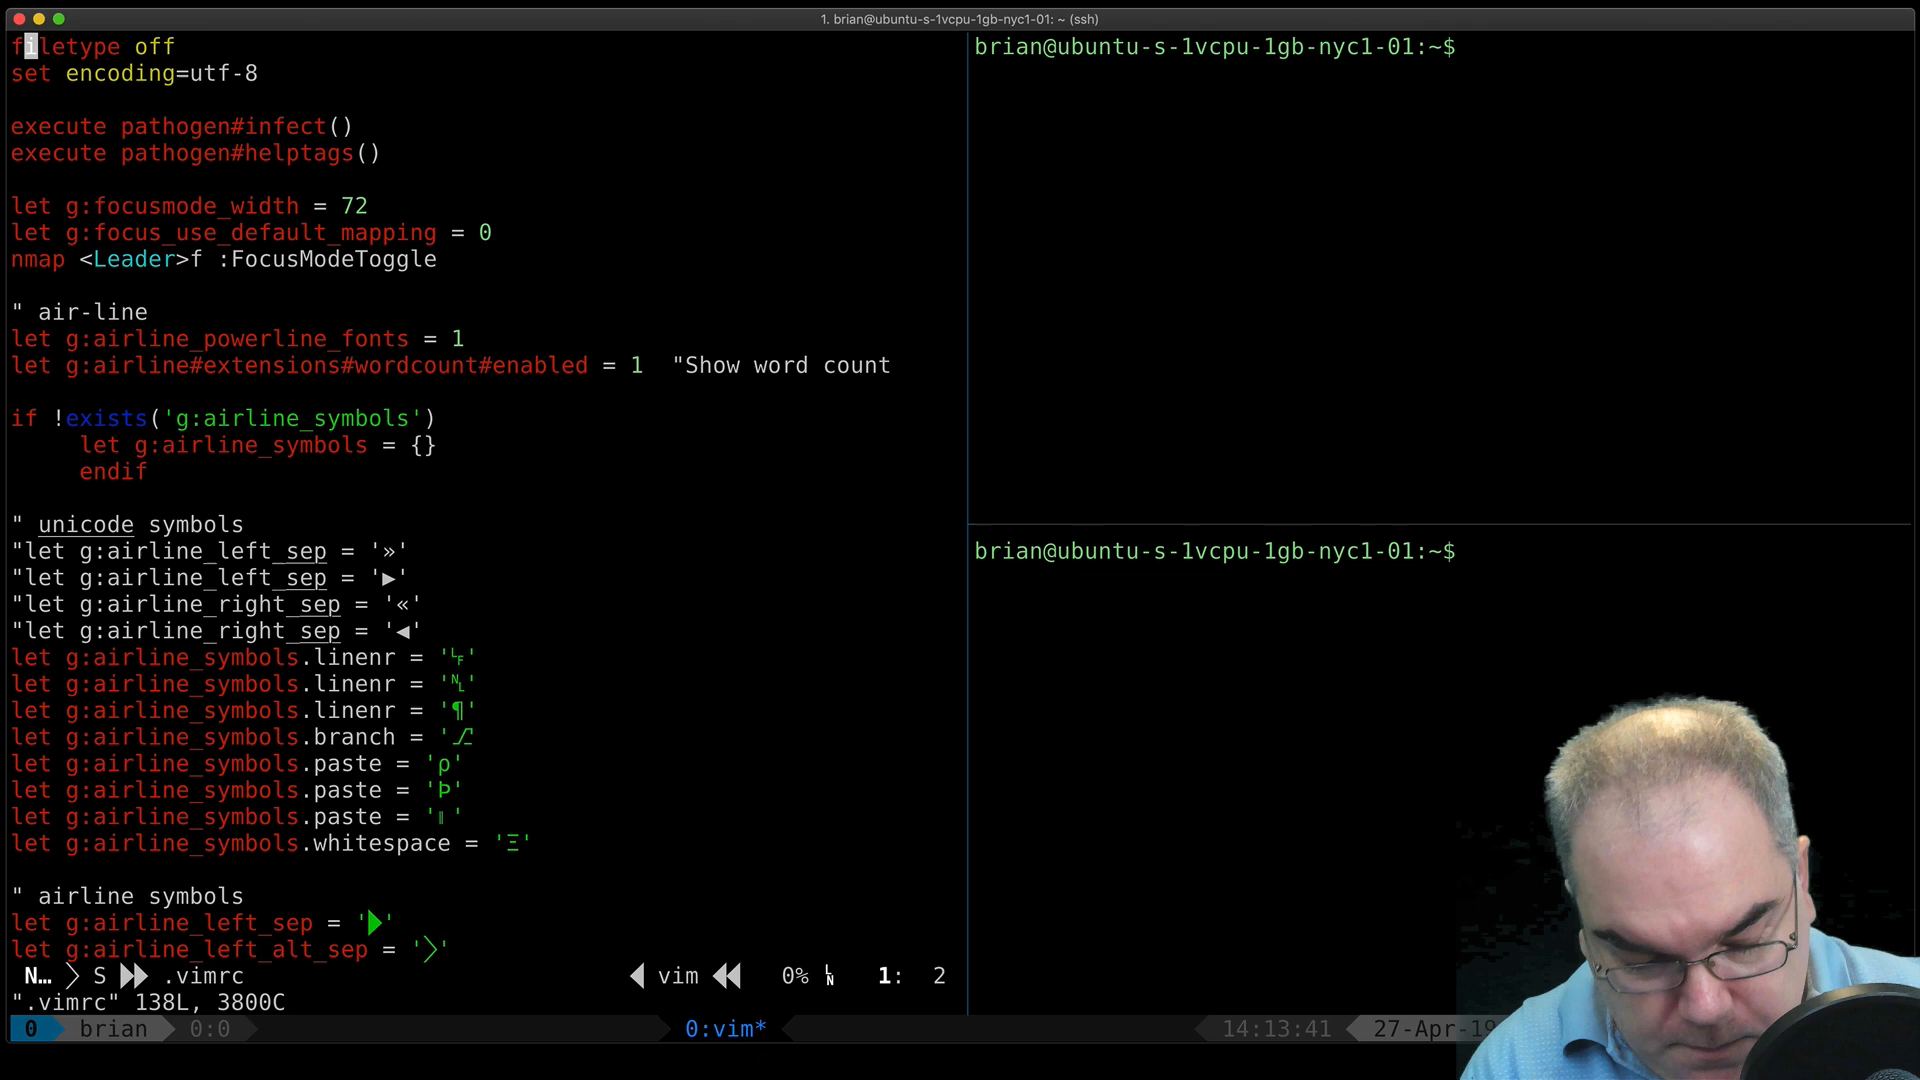 1. brian@ubuntu-s-1vcpu-1gb-nyc1-01: ~ (ssh)
filetype off
set encoding=utf-8
execute pathogen#infect()
execute pathogen#helptags()
let g:focusmode_width = 72
let g:focus_use_default_mapping = 0
nmap <Leader>f :FocusModeToggle
" air-line
let g:airline_powerline_fonts = 1
let g:airline#extensions#wordcount#enabled = 1  "Show word count
if !exists('g:airline_symbols')
let g:airline_symbols = {}
endif
" unicode symbols
"let g:airline_left_sep = '»'
"let g:airline_left_sep = '▶'
"let g:airline_right_sep = '«'
"let g:airline_right_sep = '◀'
let g:airline_symbols.linenr = '␊'
let g:airline_symbols.linenr = '␤'
let g:airline_symbols.linenr = '¶'
let g:airline_symbols.branch = '⎇
let g:airline_symbols.paste = 'ρ'
let g:airline_symbols.paste = 'Þ'
let g:airline_symbols.paste = '∥'
let g:airline_symbols.whitespace = 'Ξ'
" airline symbols
let g:airline_left_sep = ''
let g:airline_left_alt_sep = ''
N… S .vimrc vim 0% 1: 2
".vimrc" 138L, 3800C
brian@ubuntu-s-1vcpu-1gb-nyc1-01:~$
brian@ubuntu-s-1vcpu-1gb-nyc1-01:~$
0 brian 0:0 0:vim* 14:13:41 27-Apr-19